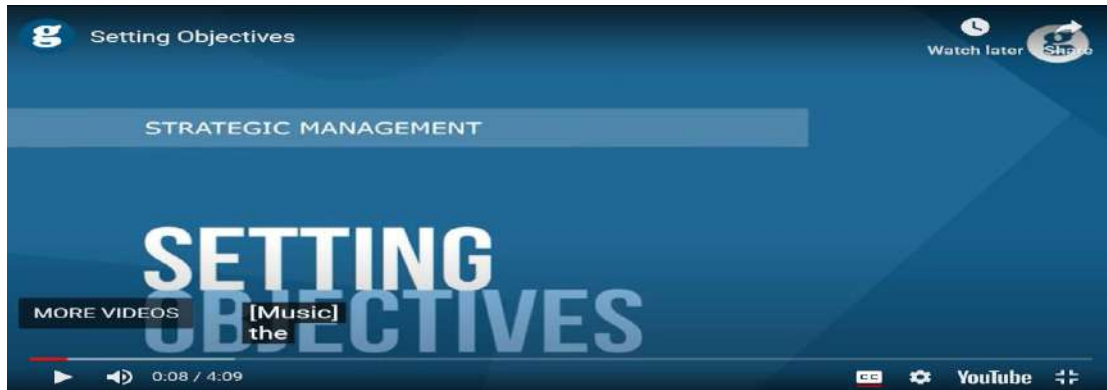 g Setting Objectives
Watch later
Share
STRATEGIC MANAGEMENT
SETTING
OBJECTIVES
MORE VIDEOS
[Music]
the
0:08 / 4:09
CC
YouTube